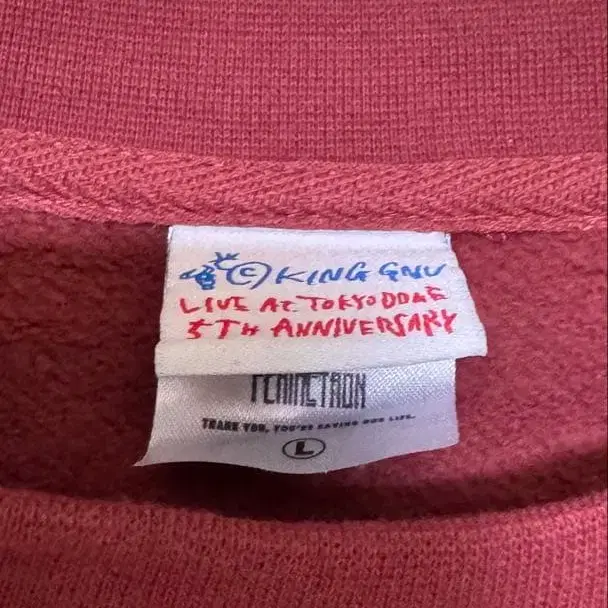 © KING GNU
LIVE AT TOKYO DOME
5TH ANNIVERSARY
PERIMETRON
THANK YOU, YOU'RE SAVING OUR LIFE.
L